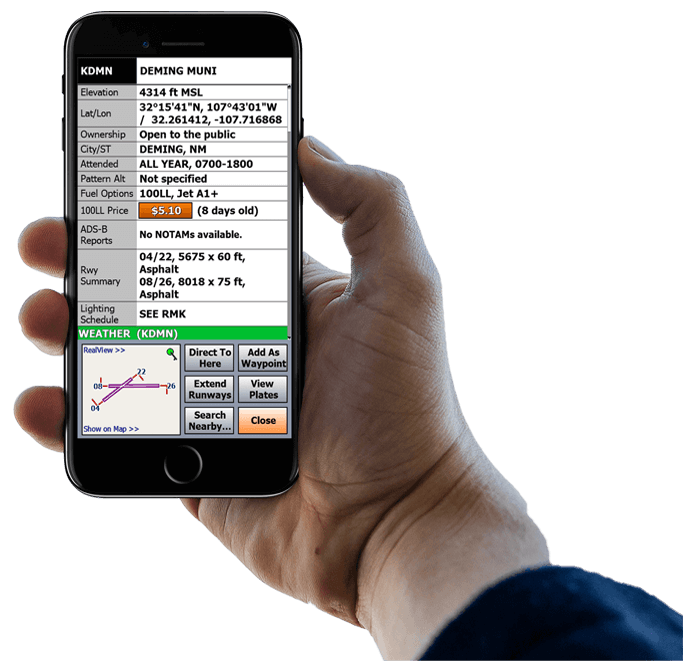 KDMN DEMING MUNI
Elevation 4314 ft MSL
Lat/Lon 32°15'41"N, 107°43'01"W
/ 32.261412, -107.716868
Ownership Open to the public
City/ST DEMING, NM
Attended ALL YEAR, 0700-1800
Pattern Alt Not specified
Fuel Options 100LL, Jet A1+
100LL Price $5.10 (8 days old)
ADS-B
Reports No NOTAMs available.
04/22, 5675 x 60 ft,
Rwy Asphalt
Summary 08/26, 8018 x 75 ft,
Asphalt
Lighting
Schedule SEE RMK
WEATHER (KDMN)
RealView >>
22
08 26
04
Show on Map >>
Direct To
Here
Add As
Waypoint
Extend
Runways
View
Plates
Search
Nearby...
Close